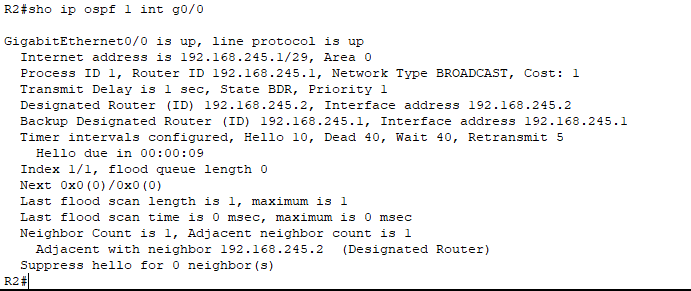 R2#sho ip ospf 1 int g0/0
GigabitEthernet0/0 is up, line protocol is up
Internet address is 192.168.245.1/29, Area 0
Process ID 1, Router ID 192.168.245.1, Network Type BROADCAST, Cost: 1
Transmit Delay is 1 sec, State BDR, Priority 1
Designated Router (ID) 192.168.245.2, Interface address 192.168.245.2
Backup Designated Router (ID) 192.168.245.1, Interface address 192.168.245.1
Timer intervals configured, Hello 10, Dead 40, Wait 40, Retransmit 5
Hello due in 00:00:09
Index 1/1, flood queue length 0
Next 0x0(0)/0x0(0)
Last flood scan length is 1, maximum is 1
Last flood scan time is 0 msec, maximum is 0 msec
Neighbor Count is 1, Adjacent neighbor count is 1
Adjacent with neighbor 192.168.245.2 (Designated Router)
Suppress hello for 0 neighbor(s)
R2#